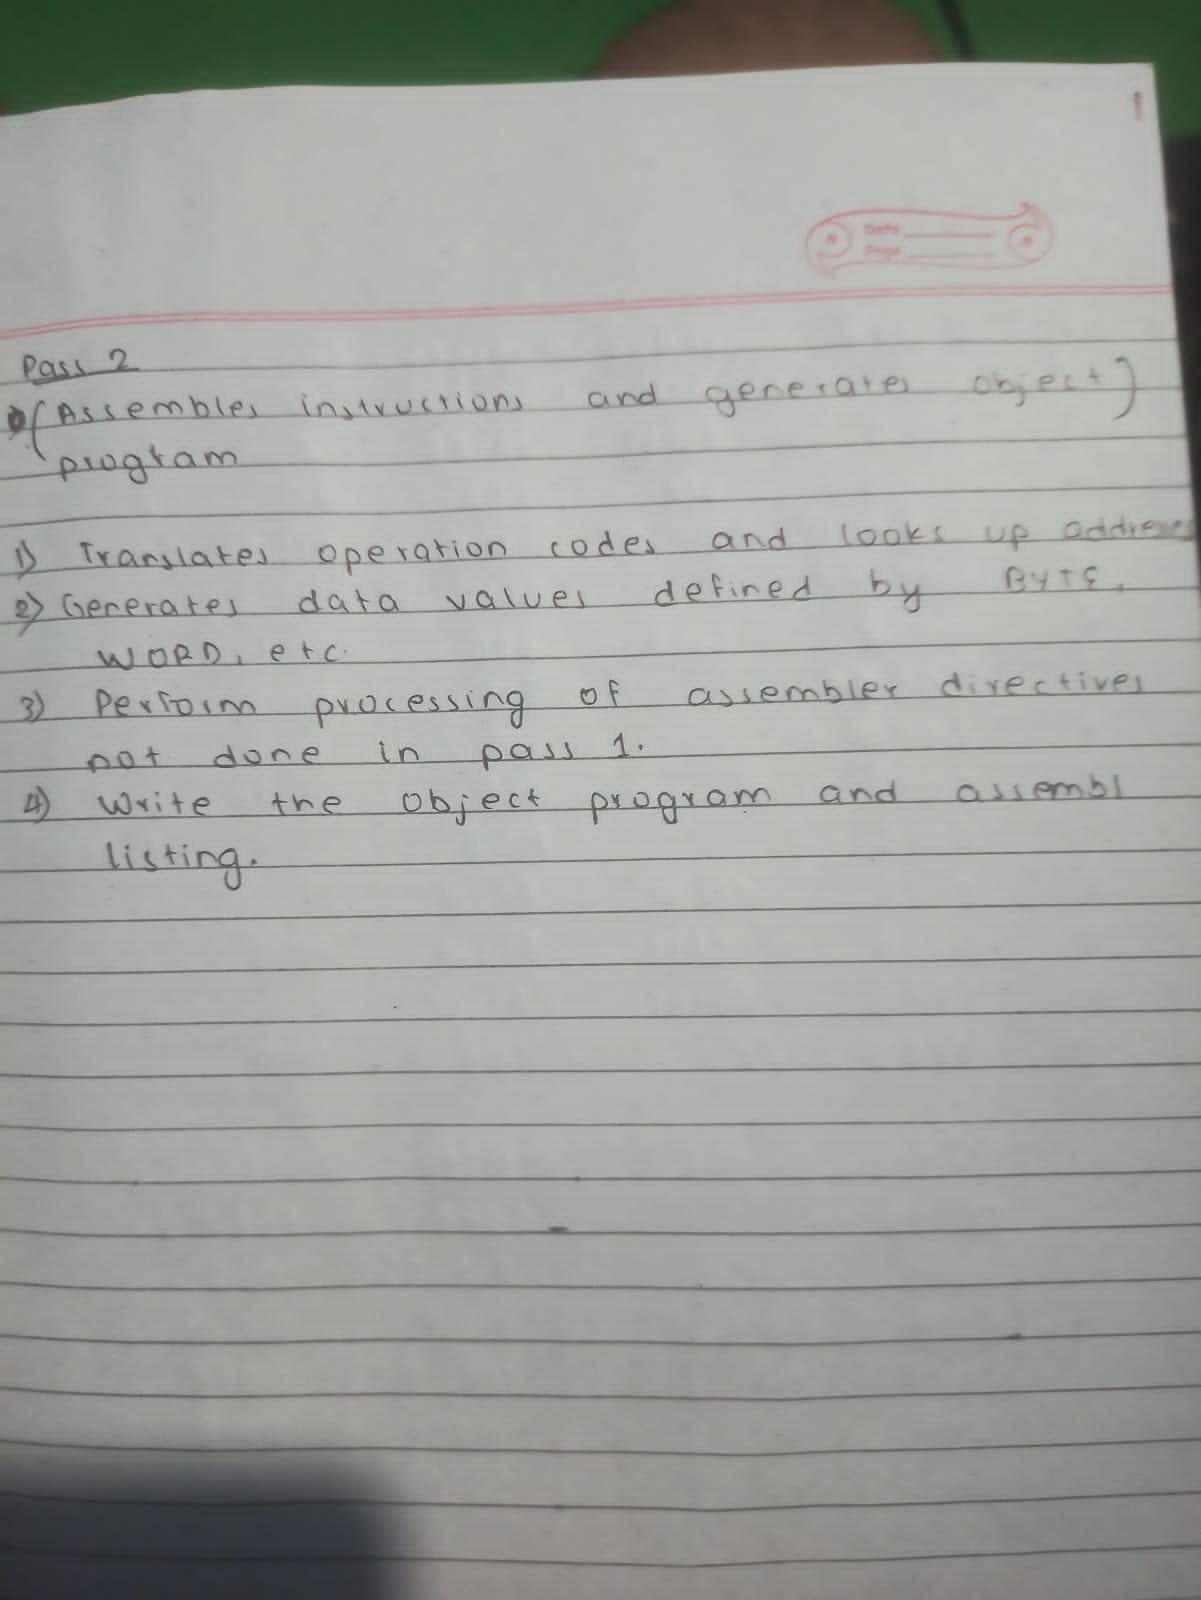 1
Date
Page
Pass 2
(Assembles instructions and generates object)
program
1) Translates operation codes and looks up address
2) Generates data values defined by BYTE,
WORD, etc.
3) Perform processing of assembler directives
not done in pass 1.
4) Write the object program and assembl
listing.